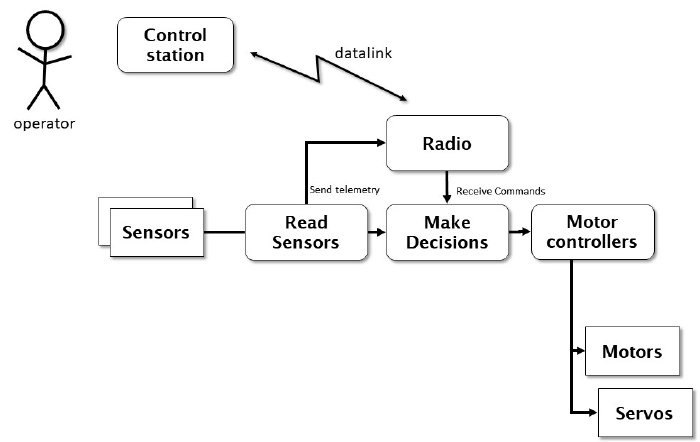 Control
station
datalink
operator
Radio
Send telemetry
Receive Commands
Sensors
Read
Sensors
Make
Decisions
Motor
controllers
Motors
Servos